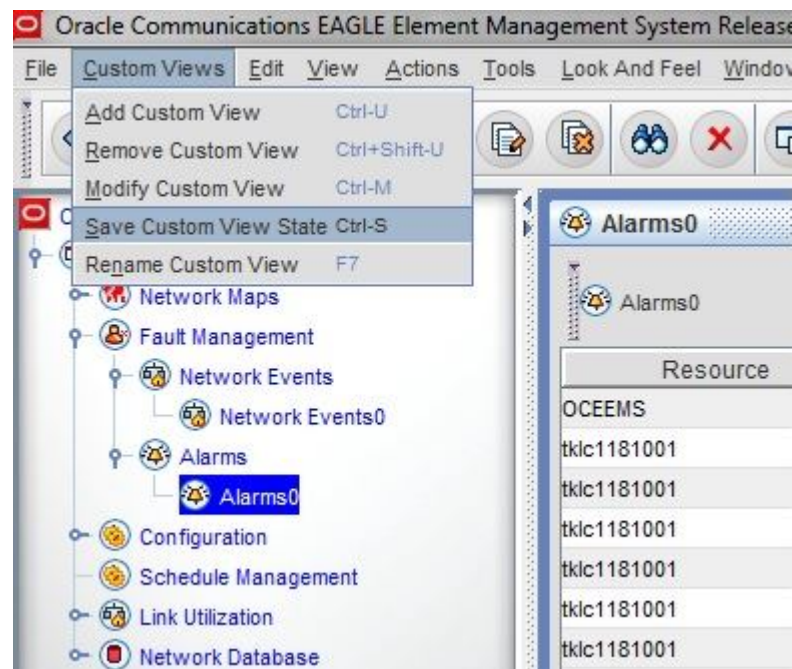 Oracle Communications EAGLE Element Management System Release
File Custom Views Edit View Actions Tools Look And Feel Window
Add Custom View Ctrl-U
Remove Custom View Ctrl+Shift-U
Modify Custom View Ctrl-M
Save Custom View State Ctrl-S
Rename Custom View F7
Network Maps
Fault Management
Network Events
Network Events0
Alarms
Alarms0
Configuration
Schedule Management
Link Utilization
Network Database
Alarms0
Alarms0
Resource
OCEEMS
tklc1181001
tklc1181001
tklc1181001
tklc1181001
tklc1181001
tklc1181001